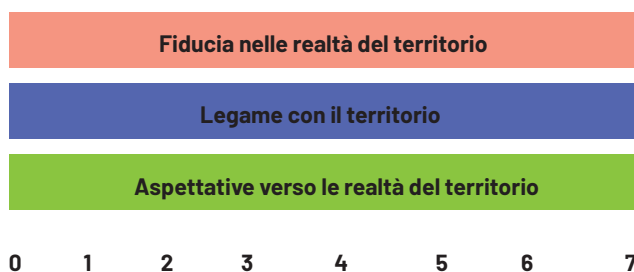 Fiducia nelle realtà del territorio
Legame con il territorio
Aspettative verso le realtà del territorio
0 1 2 3 4 5 6 7